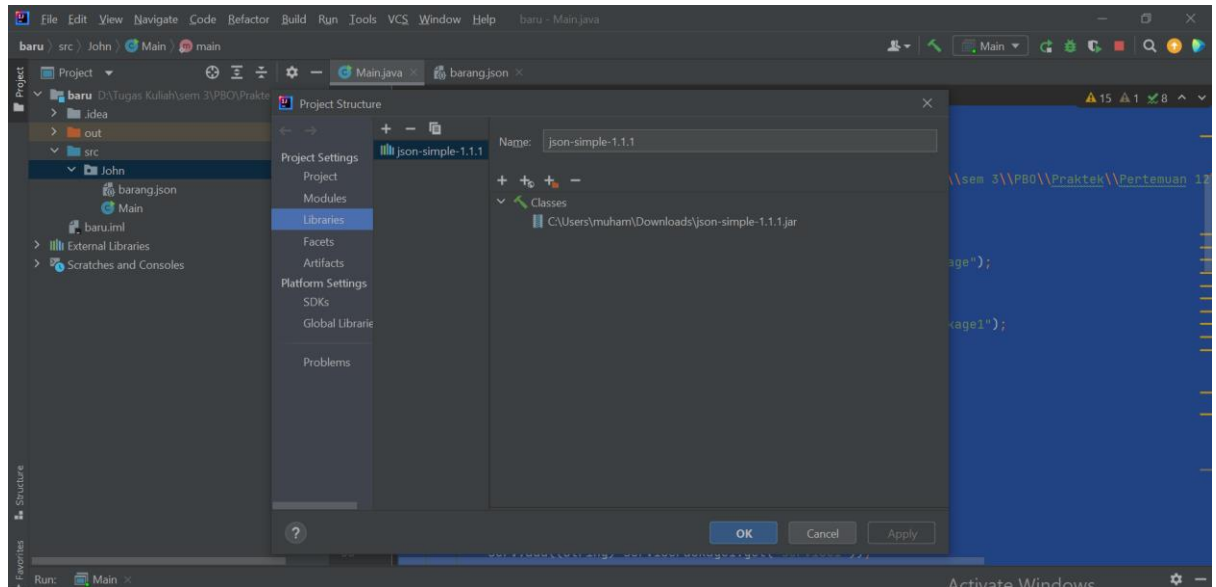 File Edit View Navigate Code Refactor Build Run Tools VCS Window Help baru - Main.java
baru src John Main main
Main
Project
Project
Main.java
barang.json
baru D:\Tugas Kuliah\sem 3\PBO\Prakte
15 1 8
.idea
out
src
John
barang.json
Main
baru.iml
External Libraries
Scratches and Consoles
Project Structure
Project Settings
Project
Modules
Libraries
Facets
Artifacts
Platform Settings
SDKs
Global Librarie
Problems
json-simple-1.1.1
Name: json-simple-1.1.1
Classes
C:\Users\muham\Downloads\json-simple-1.1.1.jar
OK Cancel Apply
\\sem 3\\PBO\\Praktek\\Pertemuan 12
age");
kage1");
Structure
Favorites
Run: Main
Activate Windows